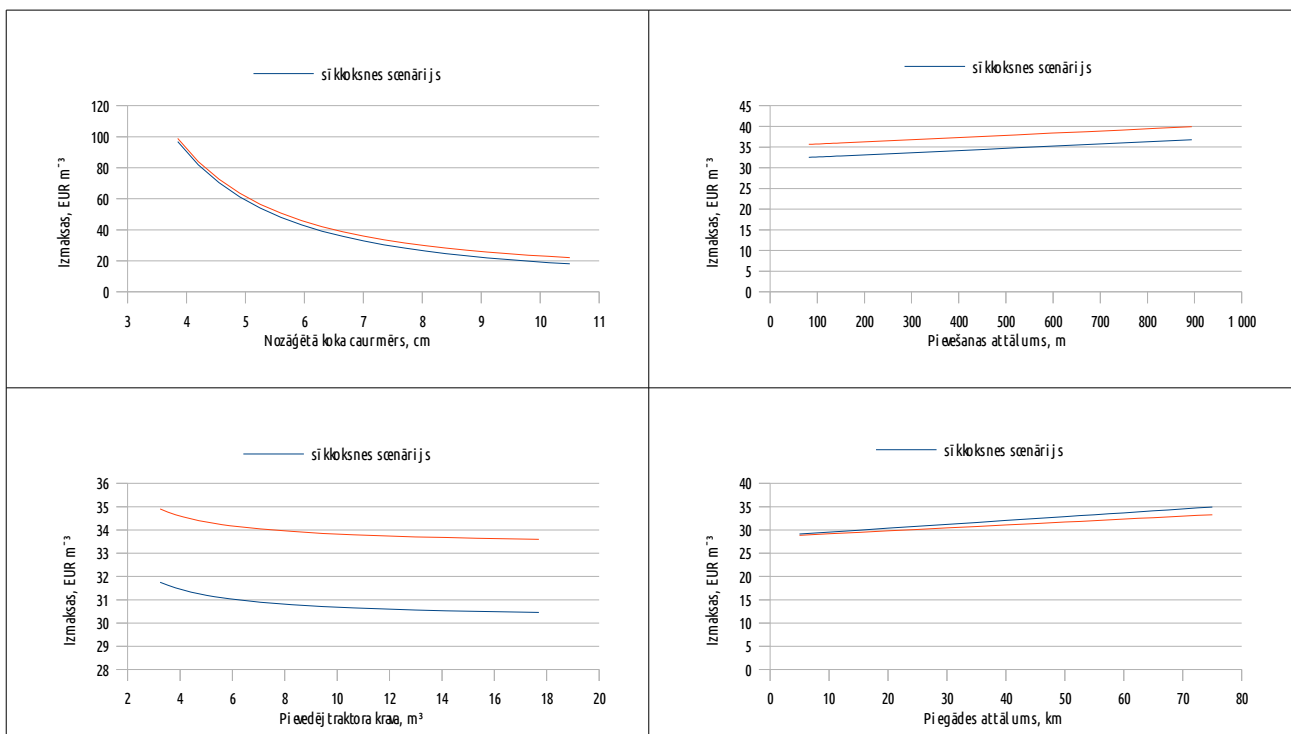 sīkkoksnes scenārijs
120
100
80
60
40
20
0
Izmaksas, EUR m⁻³
3 4 5 6 7 8 9 10 11
Nozāģētā koka caurmērs, cm
sīkkoksnes scenārijs
45
40
35
30
25
20
15
10
5
0
Izmaksas, EUR m⁻³
0 100 200 300 400 500 600 700 800 900 1 000
Pievešanas attālums, m
sīkkoksnes scenārijs
36
35
34
33
32
31
30
29
28
Izmaksas, EUR m⁻³
2 4 6 8 10 12 14 16 18 20
Pievedējtraktora krava, m³
sīkkoksnes scenārijs
40
35
30
25
20
15
10
5
0
Izmaksas, EUR m⁻³
0 10 20 30 40 50 60 70 80
Piegādes attālums, km